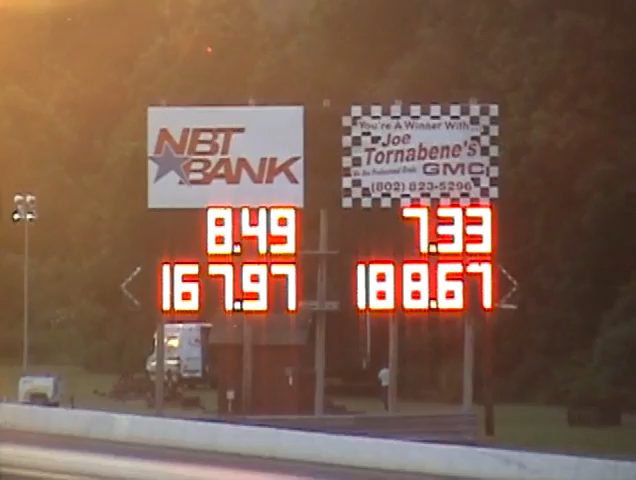 NBT
BANK
You're A Winner With...
Joe
Tornabene's
GMC
(802) 823-5296
8.49
167.97
7.33
188.67